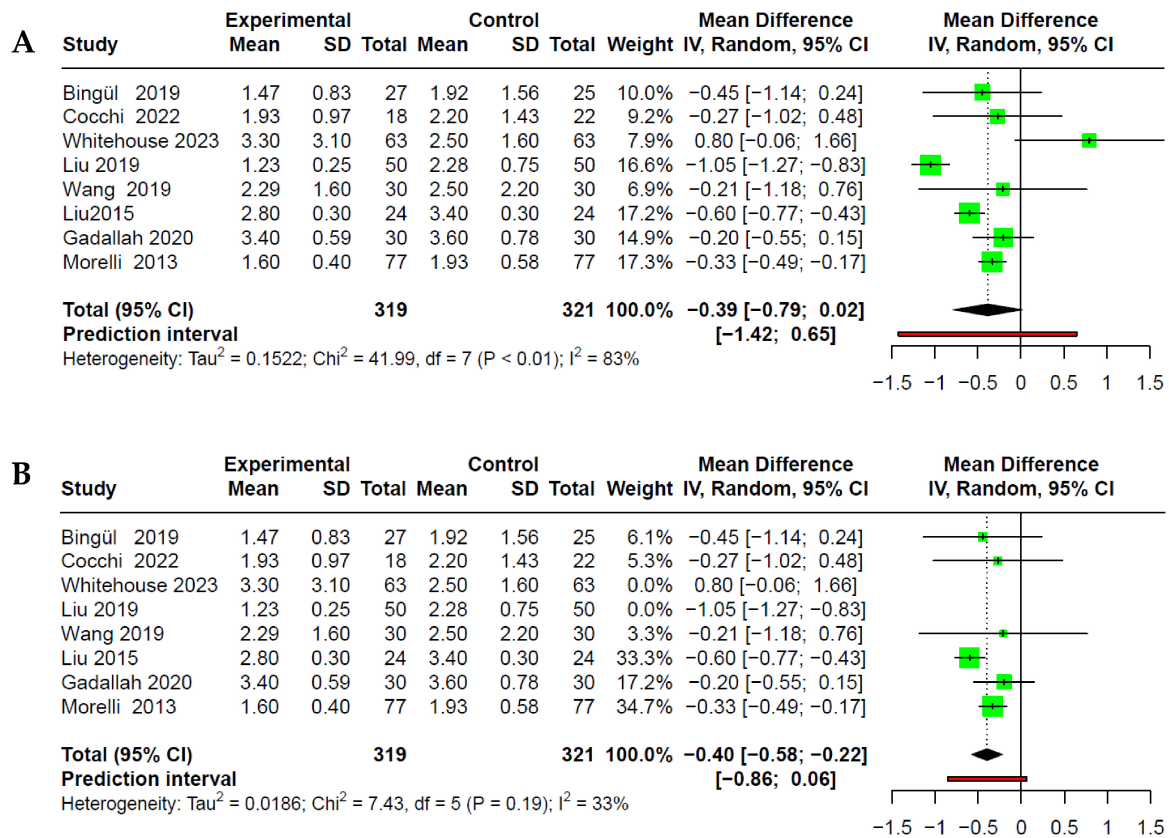 A
Experimental Control Mean Difference Mean Difference
Study Mean SD Total Mean SD Total Weight IV, Random, 95% CI IV, Random, 95% CI
Bingül 2019 1.47 0.83 27 1.92 1.56 25 10.0% −0.45 [−1.14; 0.24]
Cocchi 2022 1.93 0.97 18 2.20 1.43 22 9.2% −0.27 [−1.02; 0.48]
Whitehouse 2023 3.30 3.10 63 2.50 1.60 63 7.9% 0.80 [−0.06; 1.66]
Liu 2019 1.23 0.25 50 2.28 0.75 50 16.6% −1.05 [−1.27; −0.83]
Wang 2019 2.29 1.60 30 2.50 2.20 30 6.9% −0.21 [−1.18; 0.76]
Liu2015 2.80 0.30 24 3.40 0.30 24 17.2% −0.60 [−0.77; −0.43]
Gadallah 2020 3.40 0.59 30 3.60 0.78 30 14.9% −0.20 [−0.55; 0.15]
Morelli 2013 1.60 0.40 77 1.93 0.58 77 17.3% −0.33 [−0.49; −0.17]
Total (95% CI) 319 321 100.0% −0.39 [−0.79; 0.02]
Prediction interval [−1.42; 0.65]
Heterogeneity: Tau² = 0.1522; Chi² = 41.99, df = 7 (P < 0.01); I² = 83%
−1.5 −1 −0.5 0 0.5 1 1.5
B
Experimental Control Mean Difference Mean Difference
Study Mean SD Total Mean SD Total Weight IV, Random, 95% CI IV, Random, 95% CI
Bingül 2019 1.47 0.83 27 1.92 1.56 25 6.1% −0.45 [−1.14; 0.24]
Cocchi 2022 1.93 0.97 18 2.20 1.43 22 5.3% −0.27 [−1.02; 0.48]
Whitehouse 2023 3.30 3.10 63 2.50 1.60 63 0.0% 0.80 [−0.06; 1.66]
Liu 2019 1.23 0.25 50 2.28 0.75 50 0.0% −1.05 [−1.27; −0.83]
Wang 2019 2.29 1.60 30 2.50 2.20 30 3.3% −0.21 [−1.18; 0.76]
Liu 2015 2.80 0.30 24 3.40 0.30 24 33.3% −0.60 [−0.77; −0.43]
Gadallah 2020 3.40 0.59 30 3.60 0.78 30 17.2% −0.20 [−0.55; 0.15]
Morelli 2013 1.60 0.40 77 1.93 0.58 77 34.7% −0.33 [−0.49; −0.17]
Total (95% CI) 319 321 100.0% −0.40 [−0.58; −0.22]
Prediction interval [−0.86; 0.06]
Heterogeneity: Tau² = 0.0186; Chi² = 7.43, df = 5 (P = 0.19); I² = 33%
−1.5 −1 −0.5 0 0.5 1 1.5